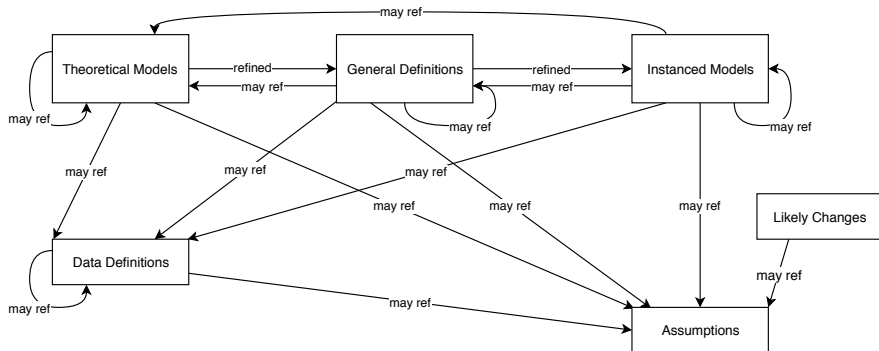 may ref
Theoretical Models
refined
General Definitions
refined
Instanced Models
may ref
may ref
may ref
may ref
may ref
may ref
may ref
may ref
may ref
may ref
may ref
Likely Changes
Data Definitions
may ref
may ref
may ref
Assumptions